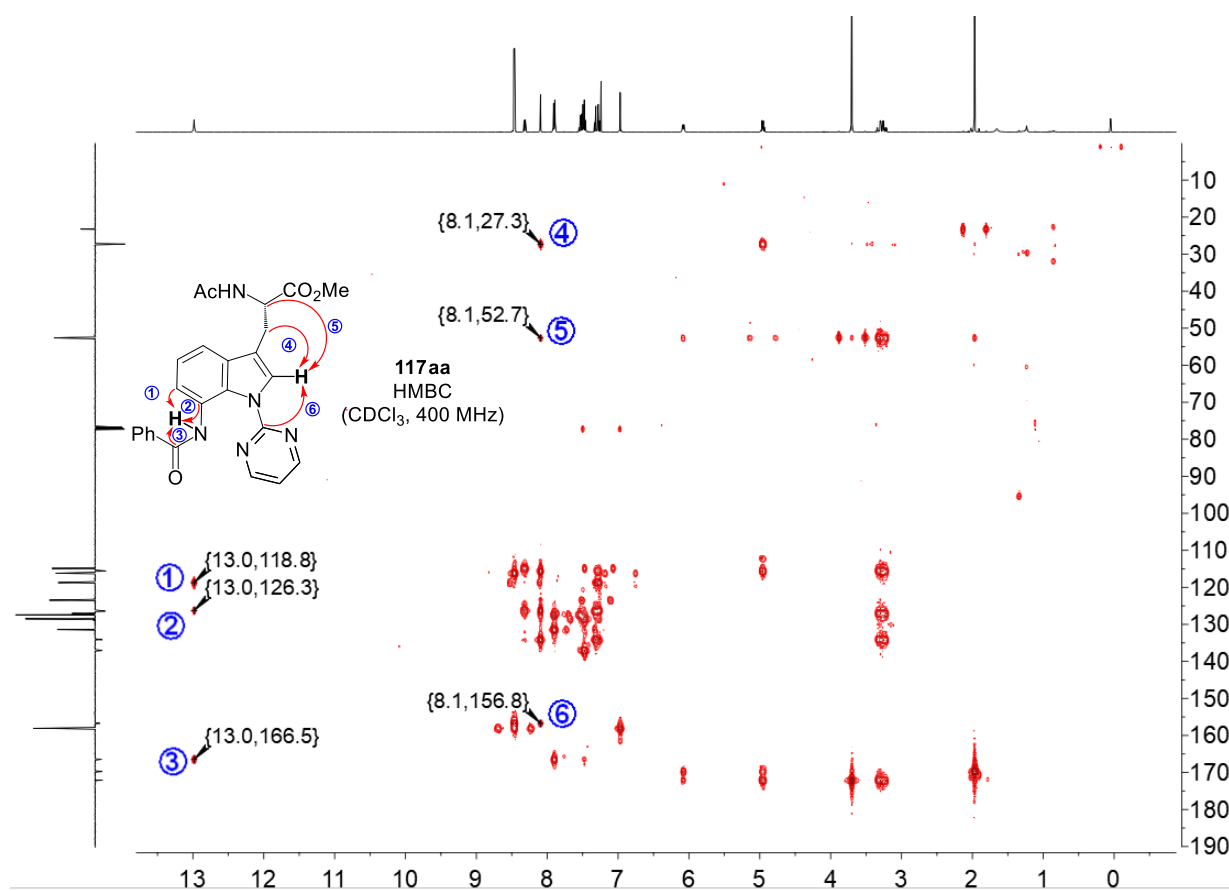 {8.1,27.3} ④
{8.1,52.7} ⑤
AcHN CO₂Me
⑤
④
H
①
②
H
③
Ph N
O
N
⑥
N N
117aa
HMBC
(CDCl₃, 400 MHz)
① {13.0,118.8}
{13.0,126.3}
②
{8.1,156.8} ⑥
③ {13.0,166.5}
10
20
30
40
50
60
70
80
90
100
110
120
130
140
150
160
170
180
190
13 12 11 10 9 8 7 6 5 4 3 2 1 0